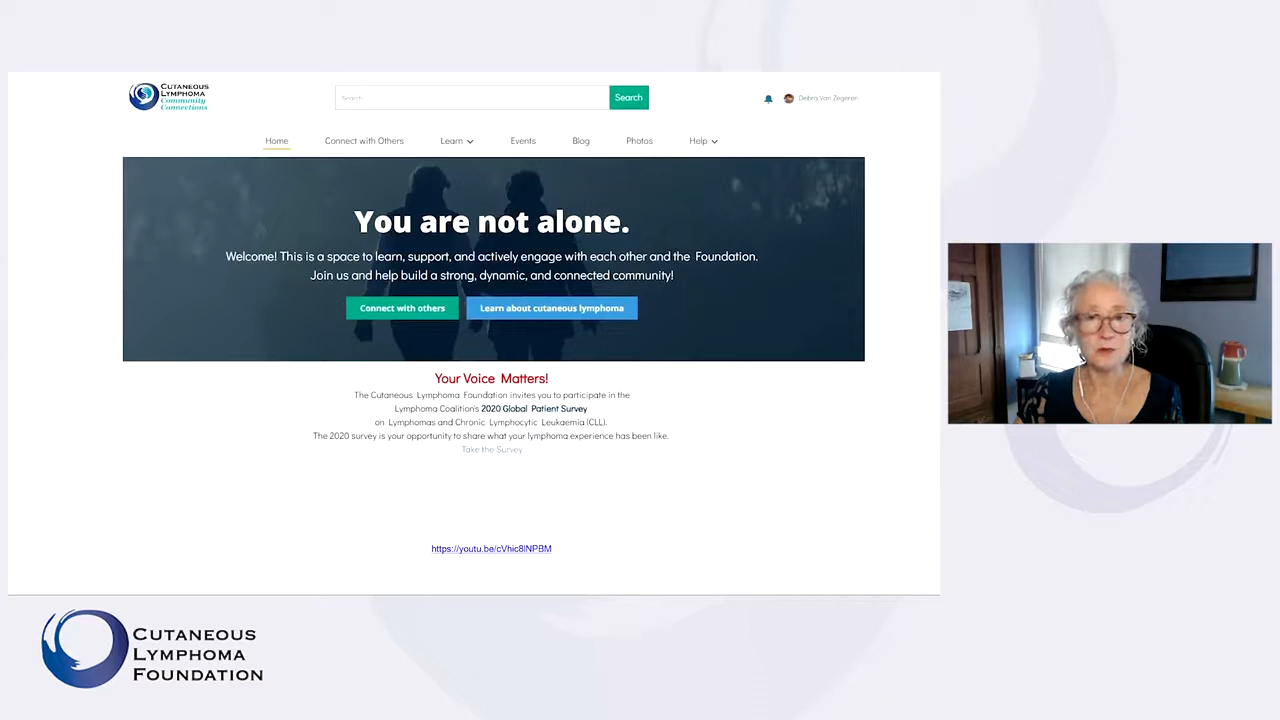 CUTANEOUS
LYMPHOMA
Community
Connections
Search
Search
Debra Van Zegeren
Home
Connect with Others
Learn
Events
Blog
Photos
Help
You are not alone.
Welcome! This is a space to learn, support, and actively engage with each other and the Foundation.
Join us and help build a strong, dynamic, and connected community!
Connect with others
Learn about cutaneous lymphoma
Your Voice Matters!
The Cutaneous Lymphoma Foundation invites you to participate in the
Lymphoma Coalition's 2020 Global Patient Survey
on Lymphomas and Chronic Lymphocytic Leukaemia (CLL).
The 2020 survey is your opportunity to share what your lymphoma experience has been like.
Take the Survey
https://youtu.be/cVhic8lNPBM
CUTANEOUS
LYMPHOMA
FOUNDATION